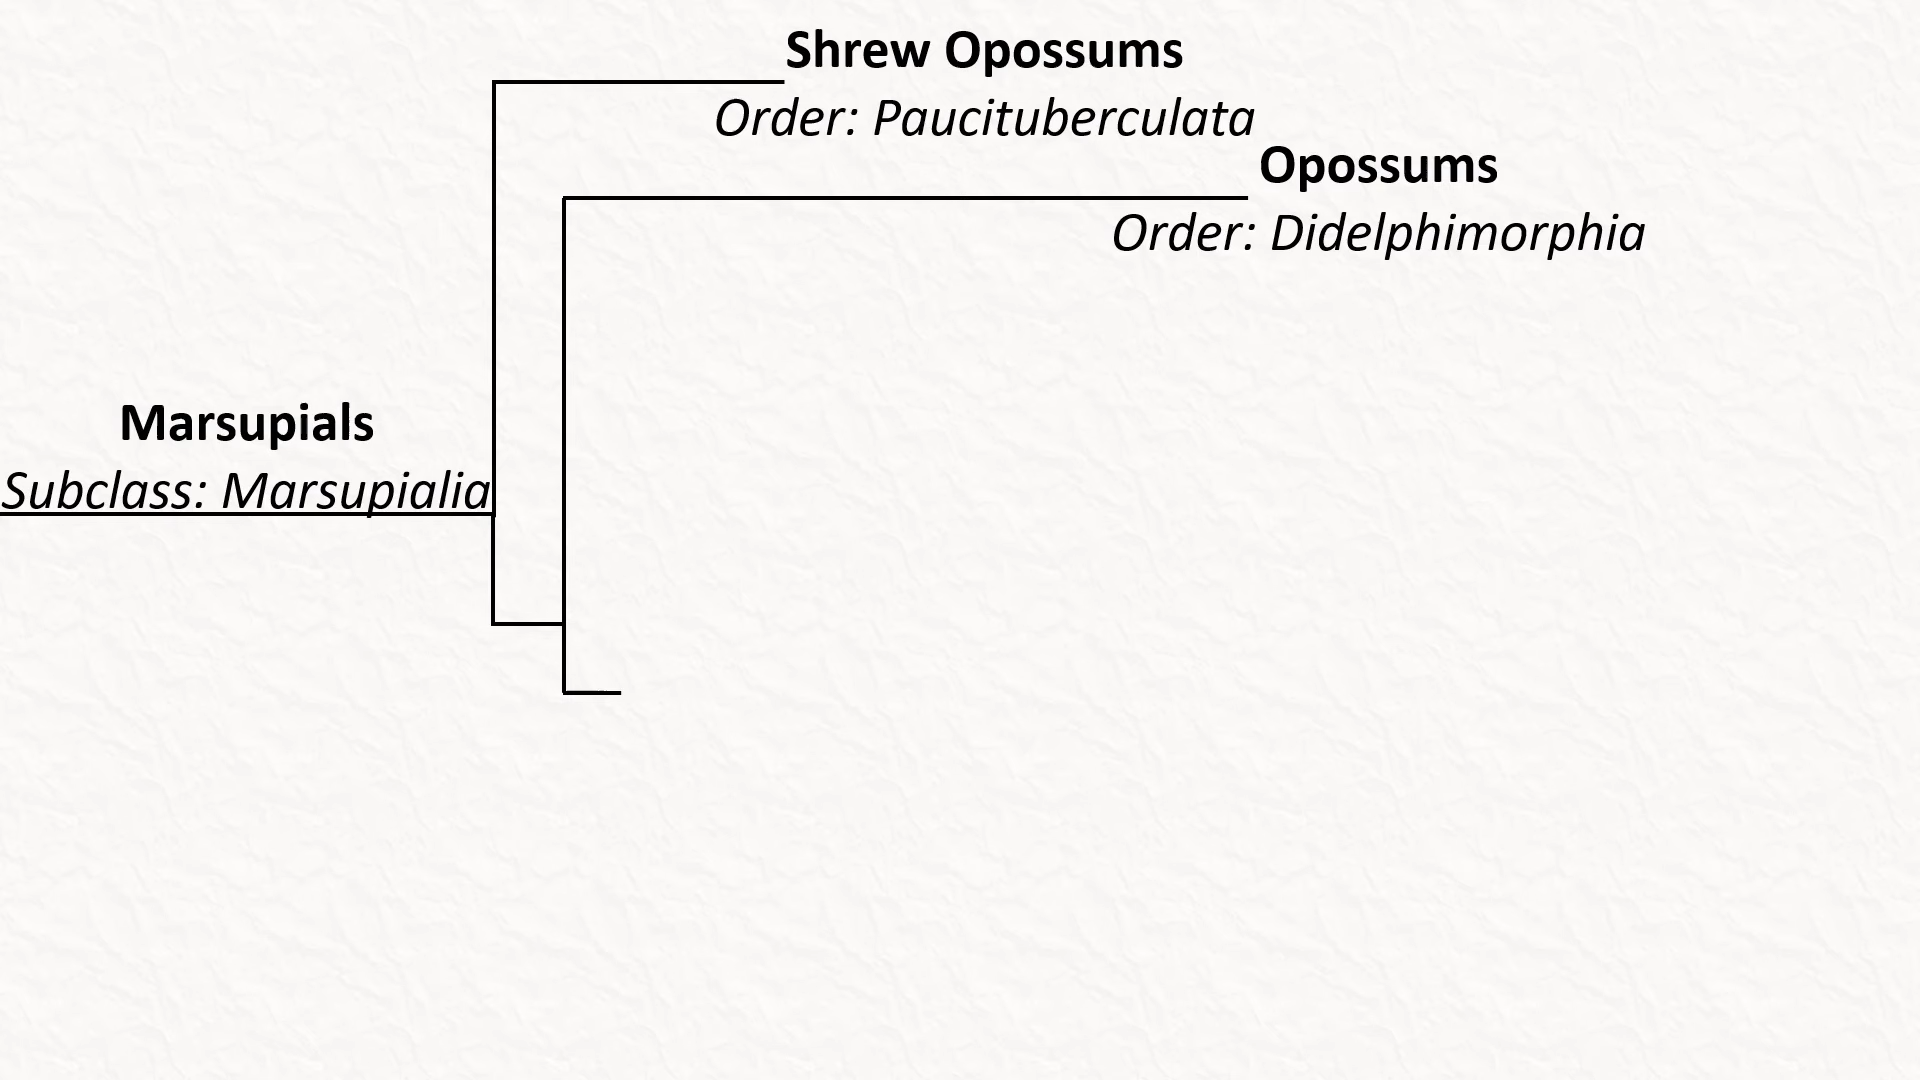 Shrew Opossums
Order: Paucituberculata
Opossums
Order: Didelphimorphia
Marsupials
Subclass: Marsupialia